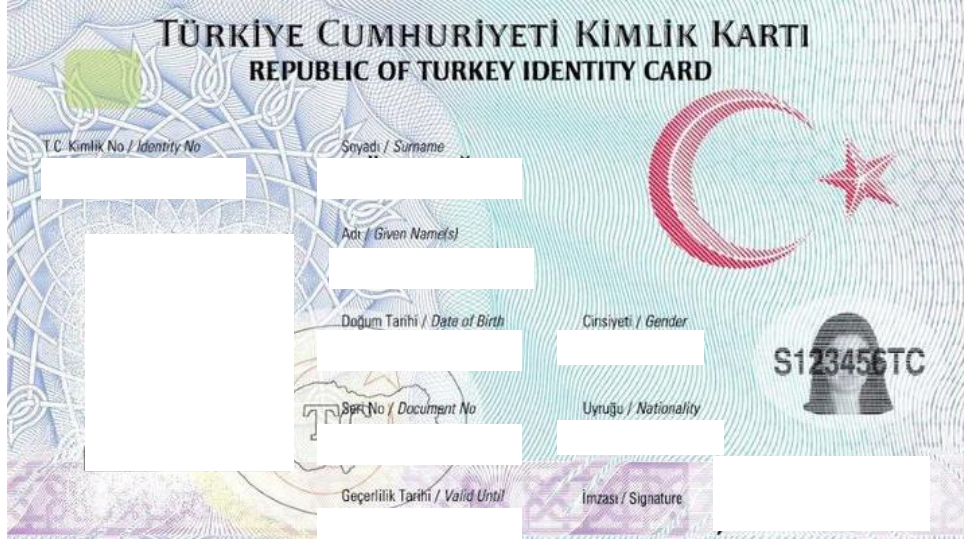 TÜRKİYE CUMHURİYETİ KİMLİK KARTI
REPUBLIC OF TURKEY IDENTITY CARD
T.C. Kimlik No / Identity No
Soyadı / Surname
Adı / Given Name(s)
Doğum Tarihi / Date of Birth
Cinsiyeti / Gender
S123456TC
Seri No / Document No
Uyruğu / Nationality
TC
Geçerlilik Tarihi / Valid Until
İmzası / Signature